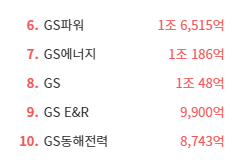 6. GS파워 1조 6,515억
7. GS에너지 1조 186억
8. GS 1조 48억
9. GS E&R 9,900억
10. GS동해전력 8,743억